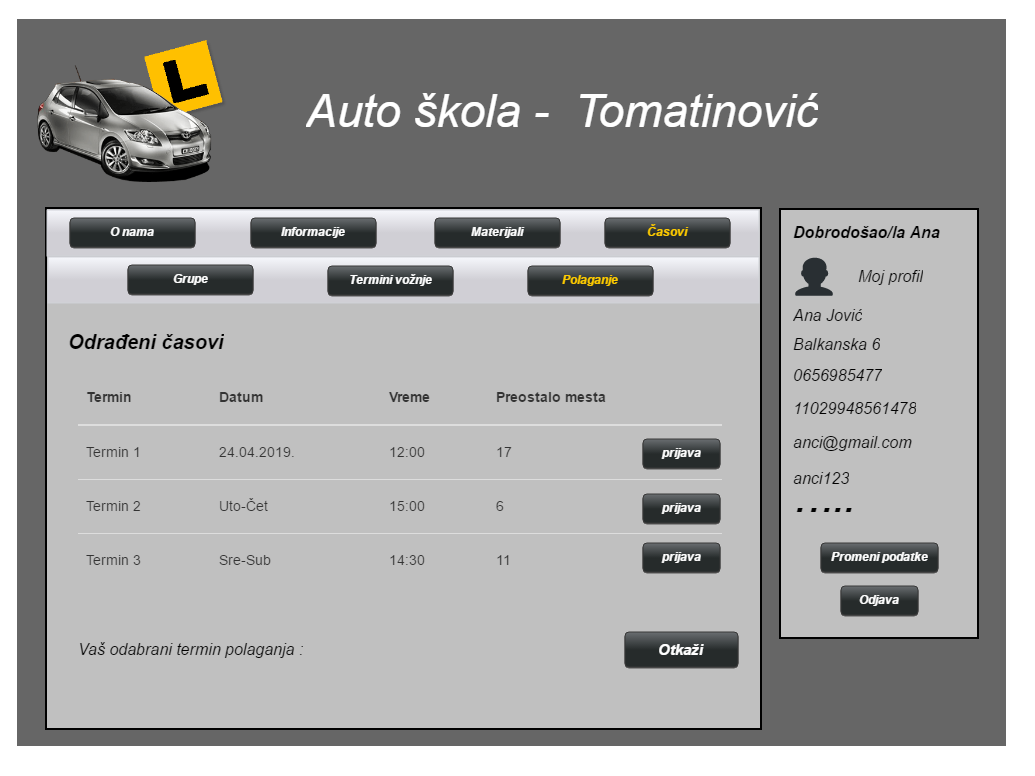 L
Auto škola - Tomatinović
O nama
Informacije
Materijali
Časovi
Grupe
Termini vožnje
Polaganje
Odrađeni časovi
Termin Datum Vreme Preostalo mesta
Termin 1 24.04.2019. 12:00 17 prijava
Termin 2 Uto-Čet 15:00 6 prijava
Termin 3 Sre-Sub 14:30 11 prijava
Vaš odabrani termin polaganja :
Otkaži
Dobrodošao/la Ana
Moj profil
Ana Jović
Balkanska 6
0656985477
11029948561478
anci@gmail.com
anci123
.....
Promeni podatke
Odjava